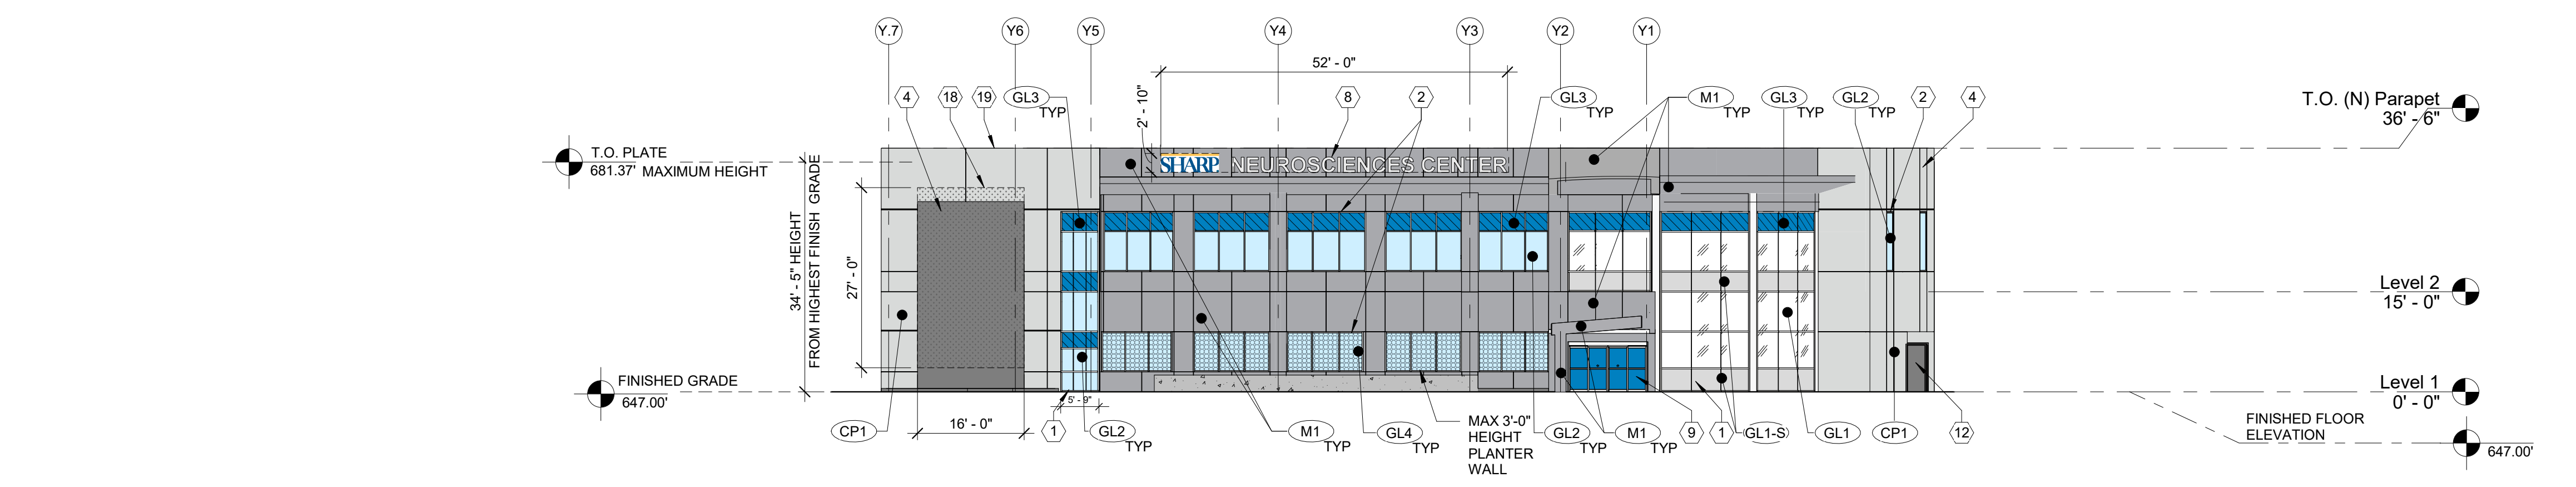 Y.7
Y6
Y5
Y4
Y3
Y2
Y1
52' - 0"
2' - 10"
4
18
19
GL3
TYP
8
2
GL3
TYP
M1
TYP
GL3
TYP
GL2
TYP
2
4
T.O. (N) Parapet
36' - 6"
T.O. PLATE
681.37' MAXIMUM HEIGHT
SHARP NEUROSCIENCES CENTER
34' - 5" HEIGHT
FROM HIGHEST FINISH GRADE
27' - 0"
Level 2
15' - 0"
FINISHED GRADE
647.00'
Level 1
0' - 0"
5' - 9"
16' - 0"
CP1
1
GL2
TYP
M1
TYP
GL4
TYP
MAX 3'-0"
HEIGHT
PLANTER
WALL
GL2
TYP
M1
TYP
9
1
GL1-S
GL1
CP1
12
FINISHED FLOOR
ELEVATION
647.00'